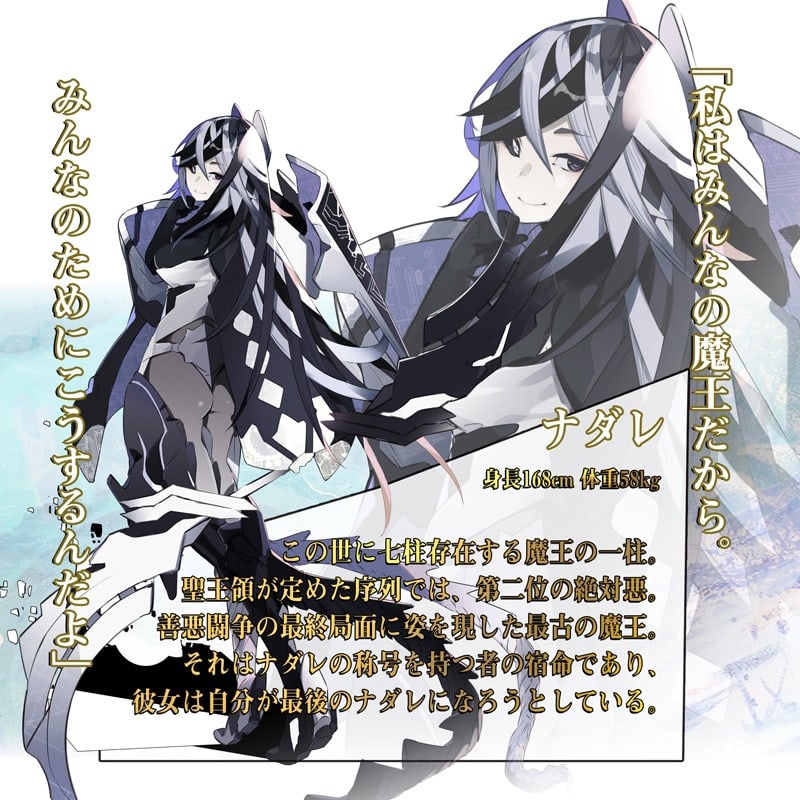 『私はみんなの魔王だから。
みんなのためにこうするんだよ』
ナダレ
身長168cm 体重58kg
この世に七柱存在する魔王の一柱。
聖王領が定めた序列では、第二位の絶対悪。
善悪闘争の最終局面に姿を現した最古の魔王。
それはナダレの称号を持つ者の宿命であり、
彼女は自分が最後のナダレになろうとしている。